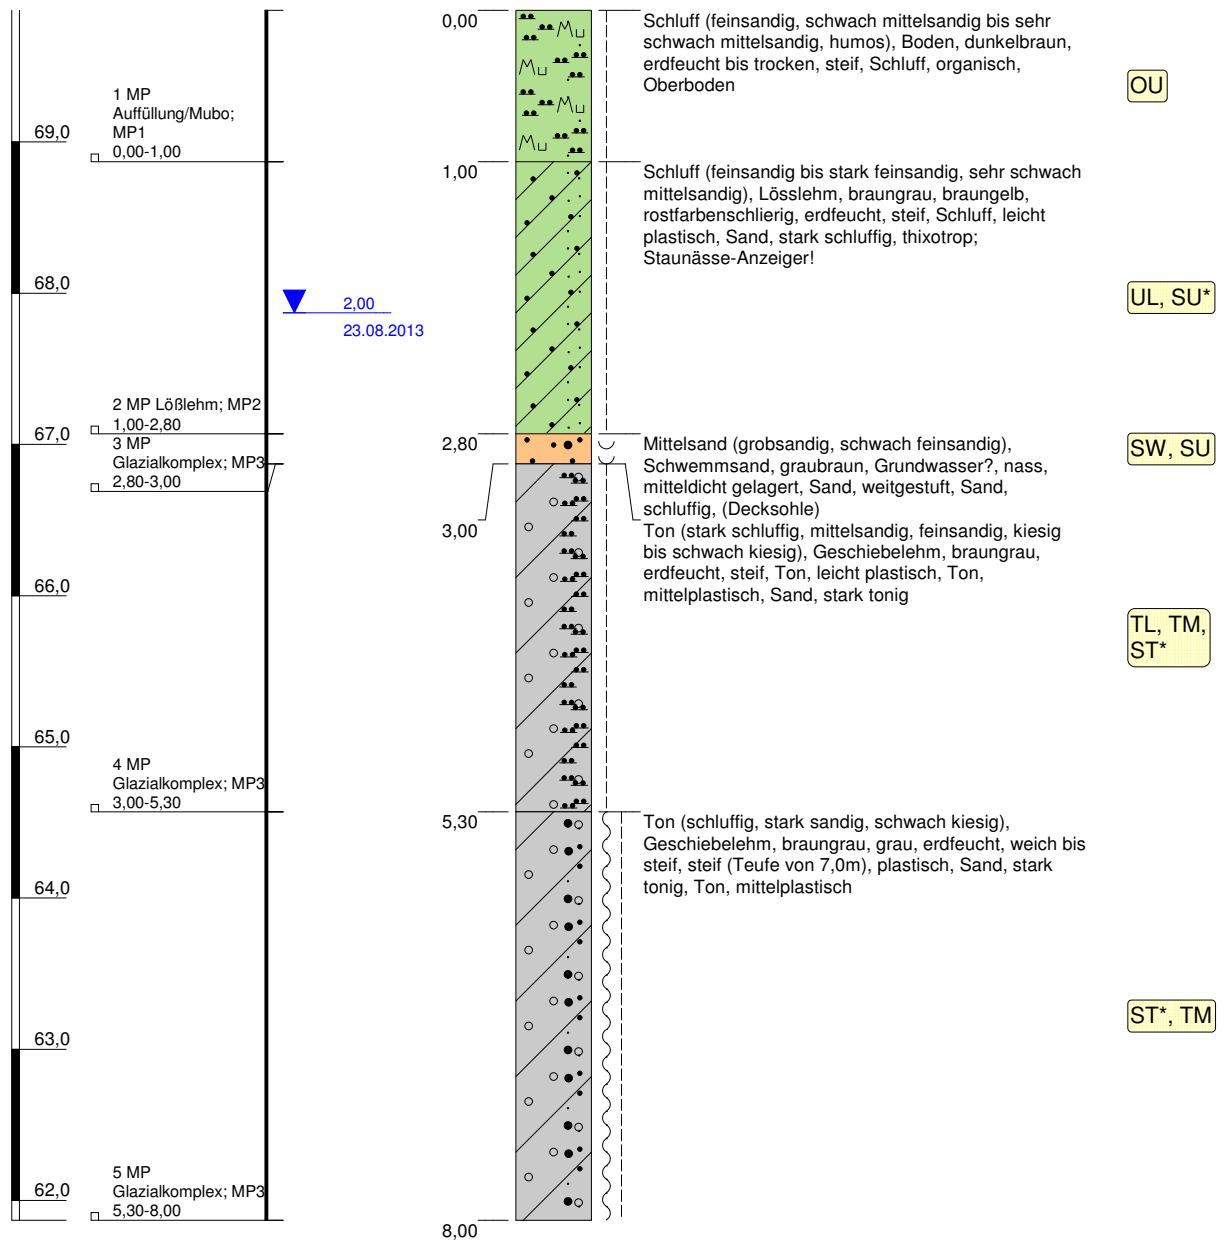 0,00
Schluff (feinsandig, schwach mittelsandig bis sehr
schwach mittelsandig, humos), Boden, dunkelbraun,
erdfeucht bis trocken, steif, Schluff, organisch,
Oberboden
OU
1 MP
Auffüllung/Mubo;
MP1
0,00-1,00
69,0
1,00
Schluff (feinsandig bis stark feinsandig, sehr schwach
mittelsandig), Lösslehm, braungrau, braungelb,
rostfarbenschlierig, erdfeucht, steif, Schluff, leicht
plastisch, Sand, stark schluffig, thixotrop;
Staunässe-Anzeiger!
68,0
2,00
23.08.2013
UL, SU*
2 MP Lößlehm; MP2
1,00-2,80
67,0
3 MP
Glazialkomplex; MP3
2,80-3,00
2,80
Mittelsand (grobsandig, schwach feinsandig),
Schwemmsand, graubraun, Grundwasser?, nass,
mitteldicht gelagert, Sand, weitgestuft, Sand,
schluffig, (Decksohle)
SW, SU
3,00
Ton (stark schluffig, mittelsandig, feinsandig, kiesig
bis schwach kiesig), Geschiebelehm, braungrau,
erdfeucht, steif, Ton, leicht plastisch, Ton,
mittelplastisch, Sand, stark tonig
66,0
TL, TM,
ST*
65,0
4 MP
Glazialkomplex; MP3
3,00-5,30
5,30
Ton (schluffig, stark sandig, schwach kiesig),
Geschiebelehm, braungrau, grau, erdfeucht, weich bis
steif, steif (Teufe von 7,0m), plastisch, Sand, stark
tonig, Ton, mittelplastisch
64,0
ST*, TM
63,0
5 MP
Glazialkomplex; MP3
5,30-8,00
62,0
8,00